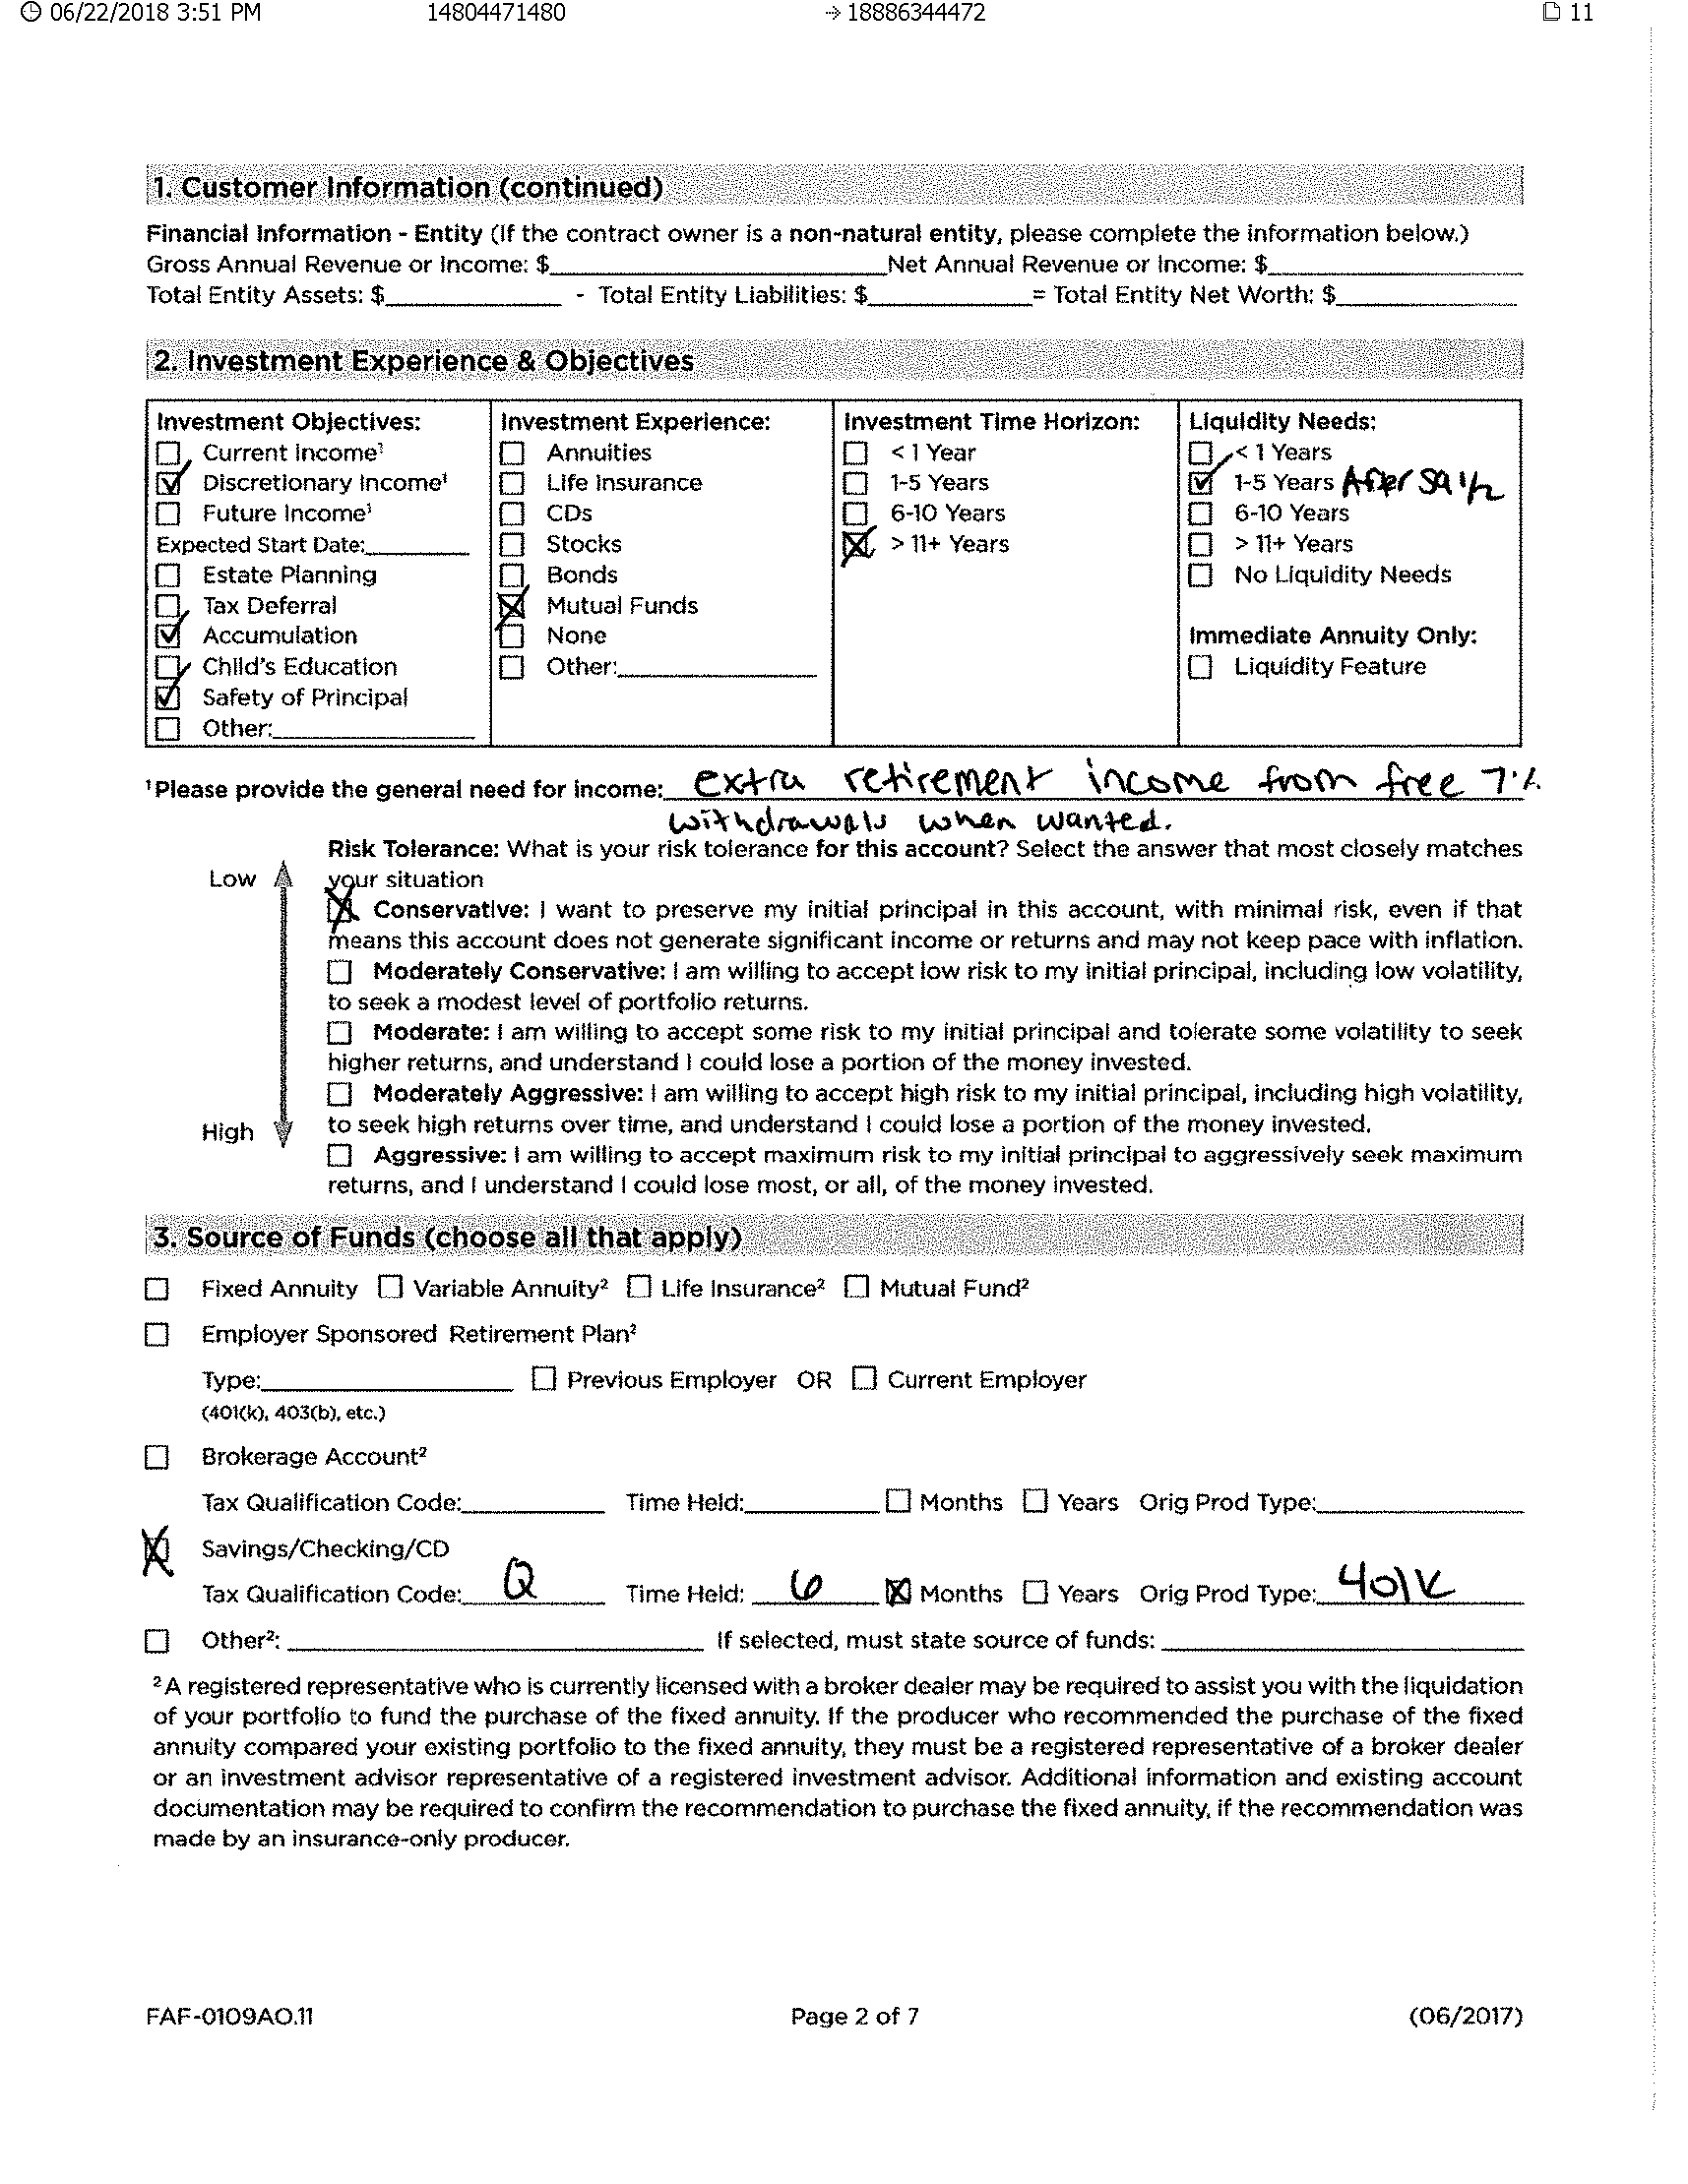 06/22/2018 3:51 PM 14804471480 → 18886344472 11
1. Customer Information (continued)
Financial Information - Entity (If the contract owner is a non-natural entity, please complete the information below.)
Gross Annual Revenue or Income: $ Net Annual Revenue or Income: $
Total Entity Assets: $ - Total Entity Liabilities: $ = Total Entity Net Worth: $
2. Investment Experience & Objectives
Investment Objectives:
Current Income¹
Discretionary Income¹
Future Income¹
Expected Start Date:
Estate Planning
Tax Deferral
Accumulation
Child's Education
Safety of Principal
Other:
Investment Experience:
Annuities
Life Insurance
CDs
Stocks
Bonds
Mutual Funds
None
Other:
Investment Time Horizon:
< 1 Year
1-5 Years
6-10 Years
> 11+ Years
Liquidity Needs:
< 1 Years
1-5 Years After 59 1/2
6-10 Years
> 11+ Years
No Liquidity Needs
Immediate Annuity Only:
Liquidity Feature
¹Please provide the general need for income: extra retirement income from free 7%
withdrawals when wanted.
Risk Tolerance: What is your risk tolerance for this account? Select the answer that most closely matches
Low your situation
Conservative: I want to preserve my initial principal in this account, with minimal risk, even if that
means this account does not generate significant income or returns and may not keep pace with inflation.
Moderately Conservative: I am willing to accept low risk to my initial principal, including low volatility,
to seek a modest level of portfolio returns.
Moderate: I am willing to accept some risk to my initial principal and tolerate some volatility to seek
higher returns, and understand I could lose a portion of the money invested.
Moderately Aggressive: I am willing to accept high risk to my initial principal, including high volatility,
High to seek high returns over time, and understand I could lose a portion of the money invested.
Aggressive: I am willing to accept maximum risk to my initial principal to aggressively seek maximum
returns, and I understand I could lose most, or all, of the money invested.
3. Source of Funds (choose all that apply)
Fixed Annuity Variable Annuity² Life Insurance² Mutual Fund²
Employer Sponsored Retirement Plan²
Type: Previous Employer OR Current Employer
(401(k), 403(b), etc.)
Brokerage Account²
Tax Qualification Code: Time Held: Months Years Orig Prod Type:
Savings/Checking/CD
Tax Qualification Code: Q Time Held: 6 Months Years Orig Prod Type: 401K
Other²: If selected, must state source of funds:
²A registered representative who is currently licensed with a broker dealer may be required to assist you with the liquidation
of your portfolio to fund the purchase of the fixed annuity. If the producer who recommended the purchase of the fixed
annuity compared your existing portfolio to the fixed annuity, they must be a registered representative of a broker dealer
or an investment advisor representative of a registered investment advisor. Additional information and existing account
documentation may be required to confirm the recommendation to purchase the fixed annuity, if the recommendation was
made by an insurance-only producer.
FAF-0109AO.11 Page 2 of 7 (06/2017)